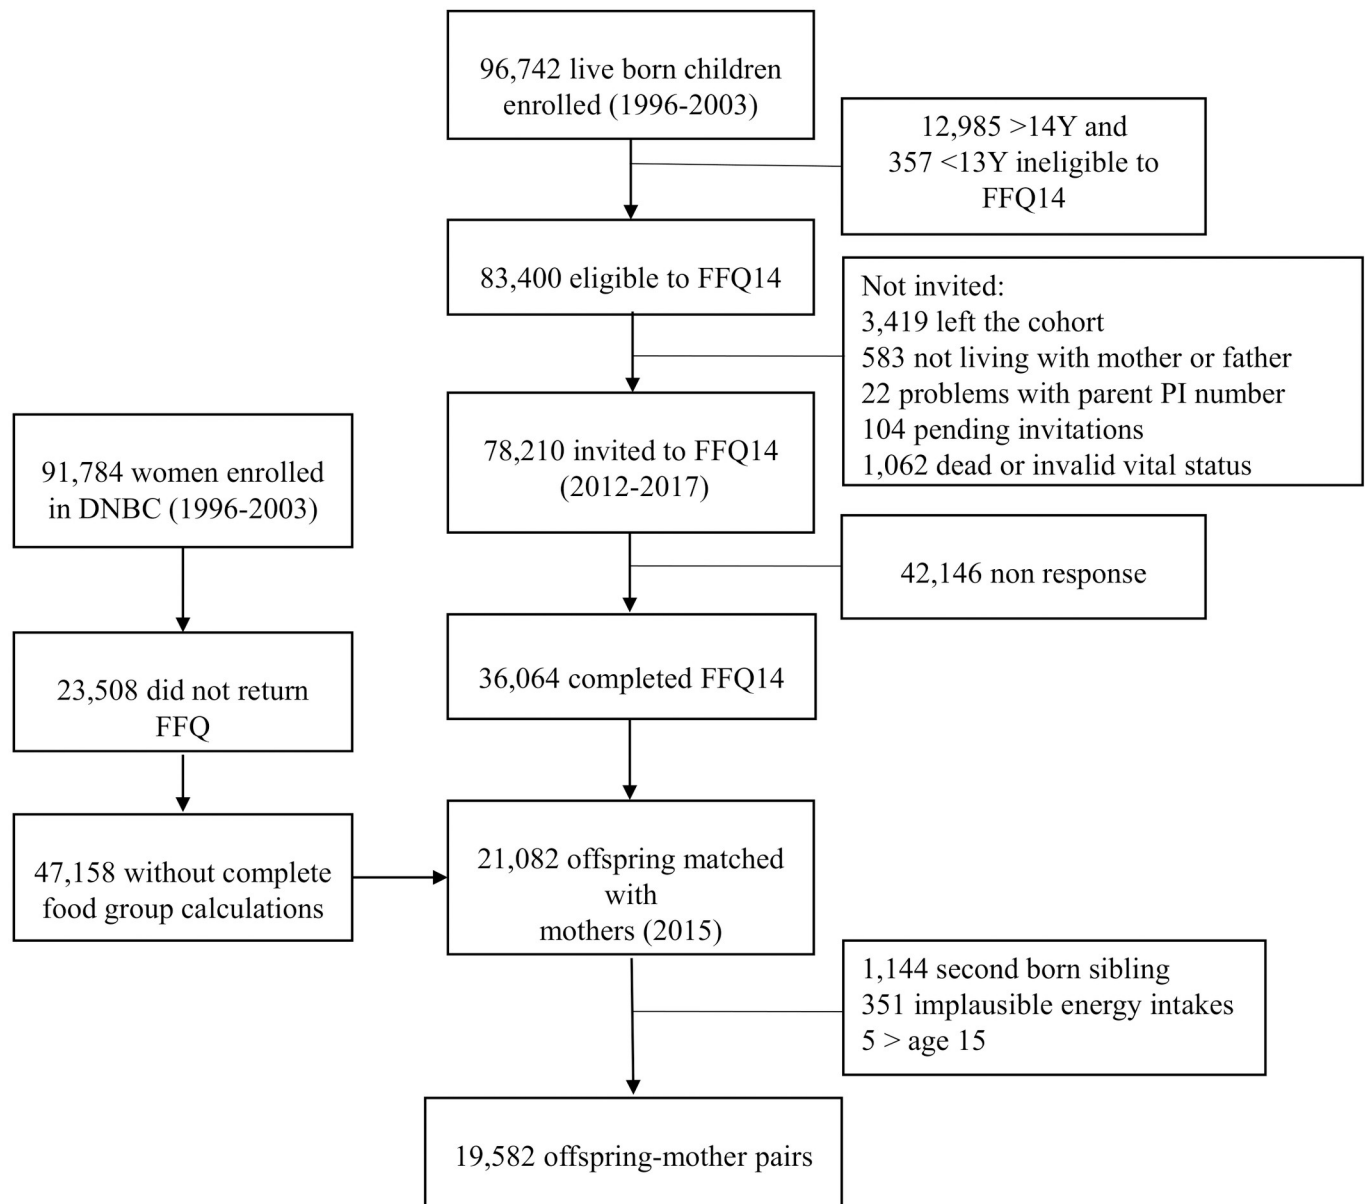 96,742 live born children
enrolled (1996-2003)
12,985 >14Y and
357 <13Y ineligible to
FFQ14
83,400 eligible to FFQ14
Not invited:
3,419 left the cohort
583 not living with mother or father
22 problems with parent PI number
104 pending invitations
1,062 dead or invalid vital status
78,210 invited to FFQ14
(2012-2017)
91,784 women enrolled
in DNBC (1996-2003)
42,146 non response
23,508 did not return
FFQ
36,064 completed FFQ14
47,158 without complete
food group calculations
21,082 offspring matched
with
mothers (2015)
1,144 second born sibling
351 implausible energy intakes
5 > age 15
19,582 offspring-mother pairs